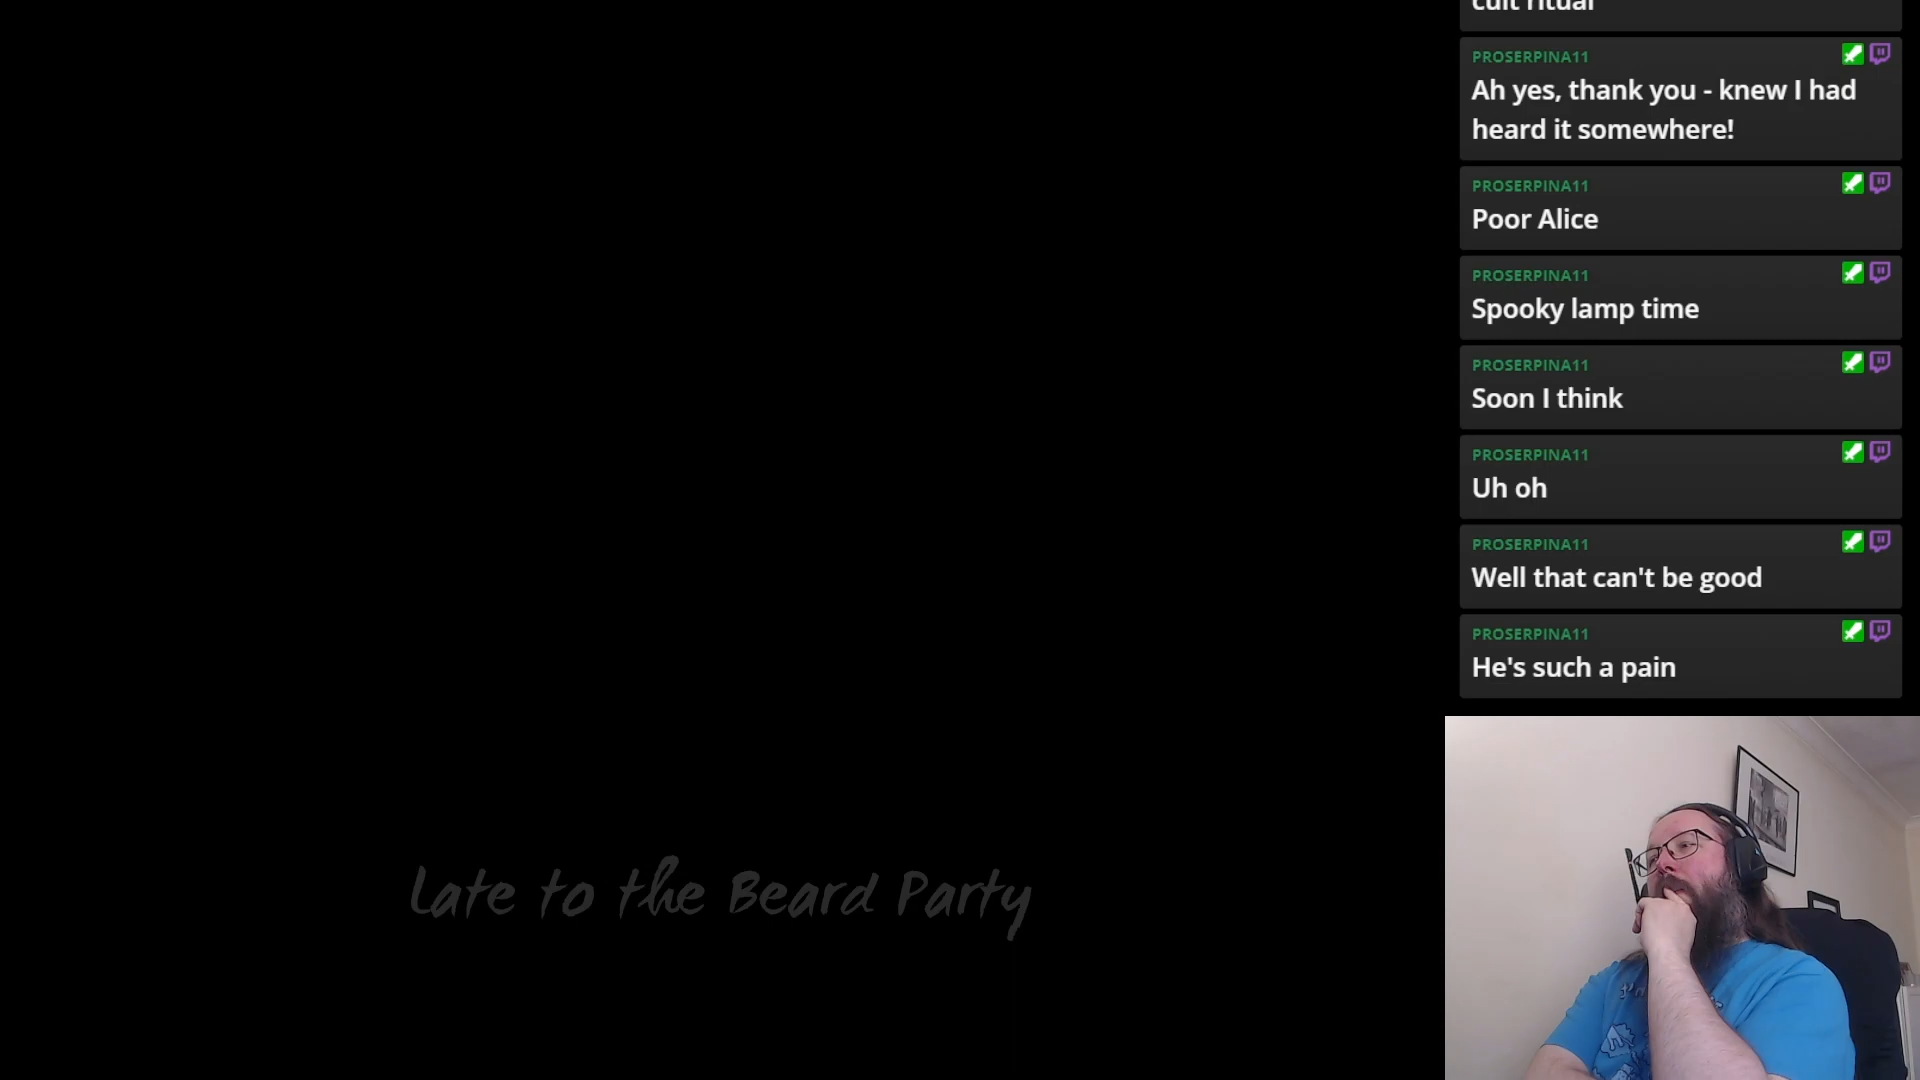 cult ritual
PROSERPINA11
Ah yes, thank you - knew I had
heard it somewhere!
PROSERPINA11
Poor Alice
PROSERPINA11
Spooky lamp time
PROSERPINA11
Soon I think
PROSERPINA11
Uh oh
PROSERPINA11
Well that can't be good
PROSERPINA11
He's such a pain
Late to the Beard Party